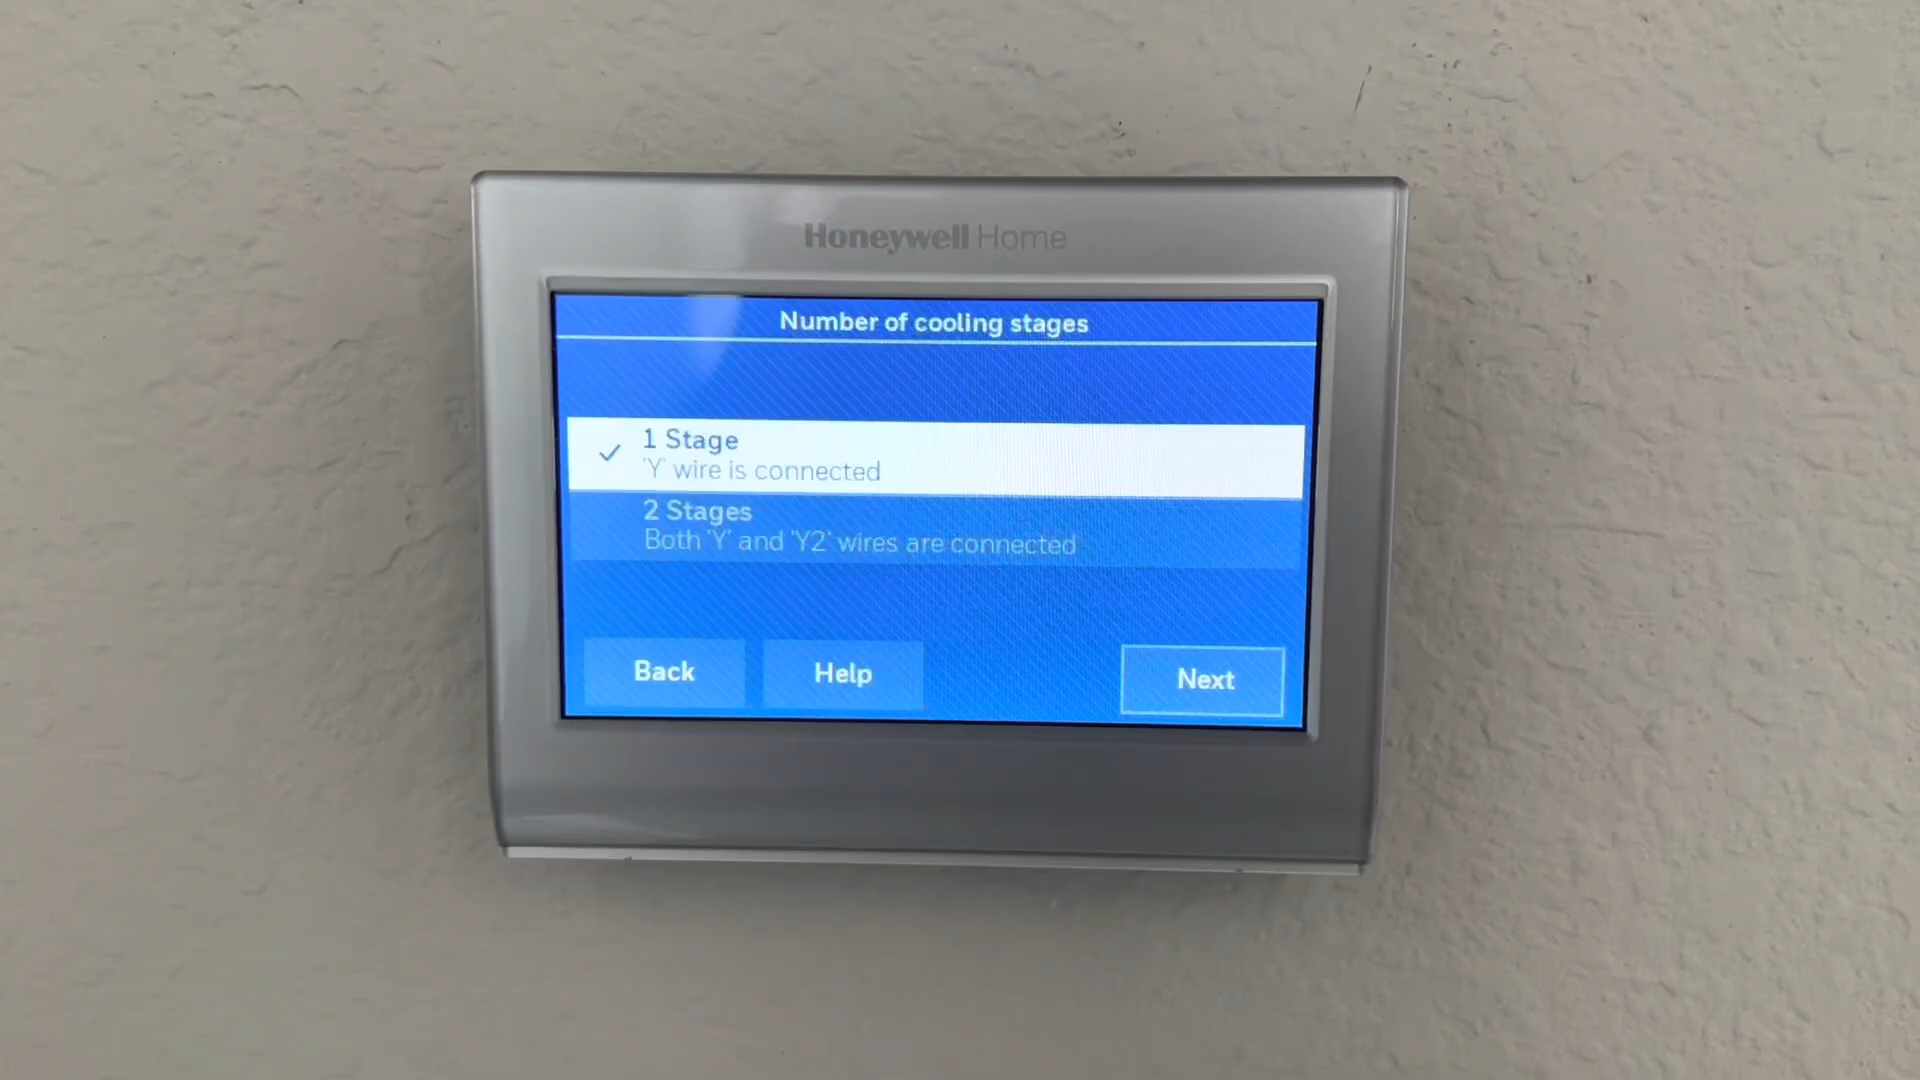 Honeywell Home
Number of cooling stages
1 Stage
'Y' wire is connected
2 Stages
Both 'Y' and 'Y2' wires are connected
Back Help Next